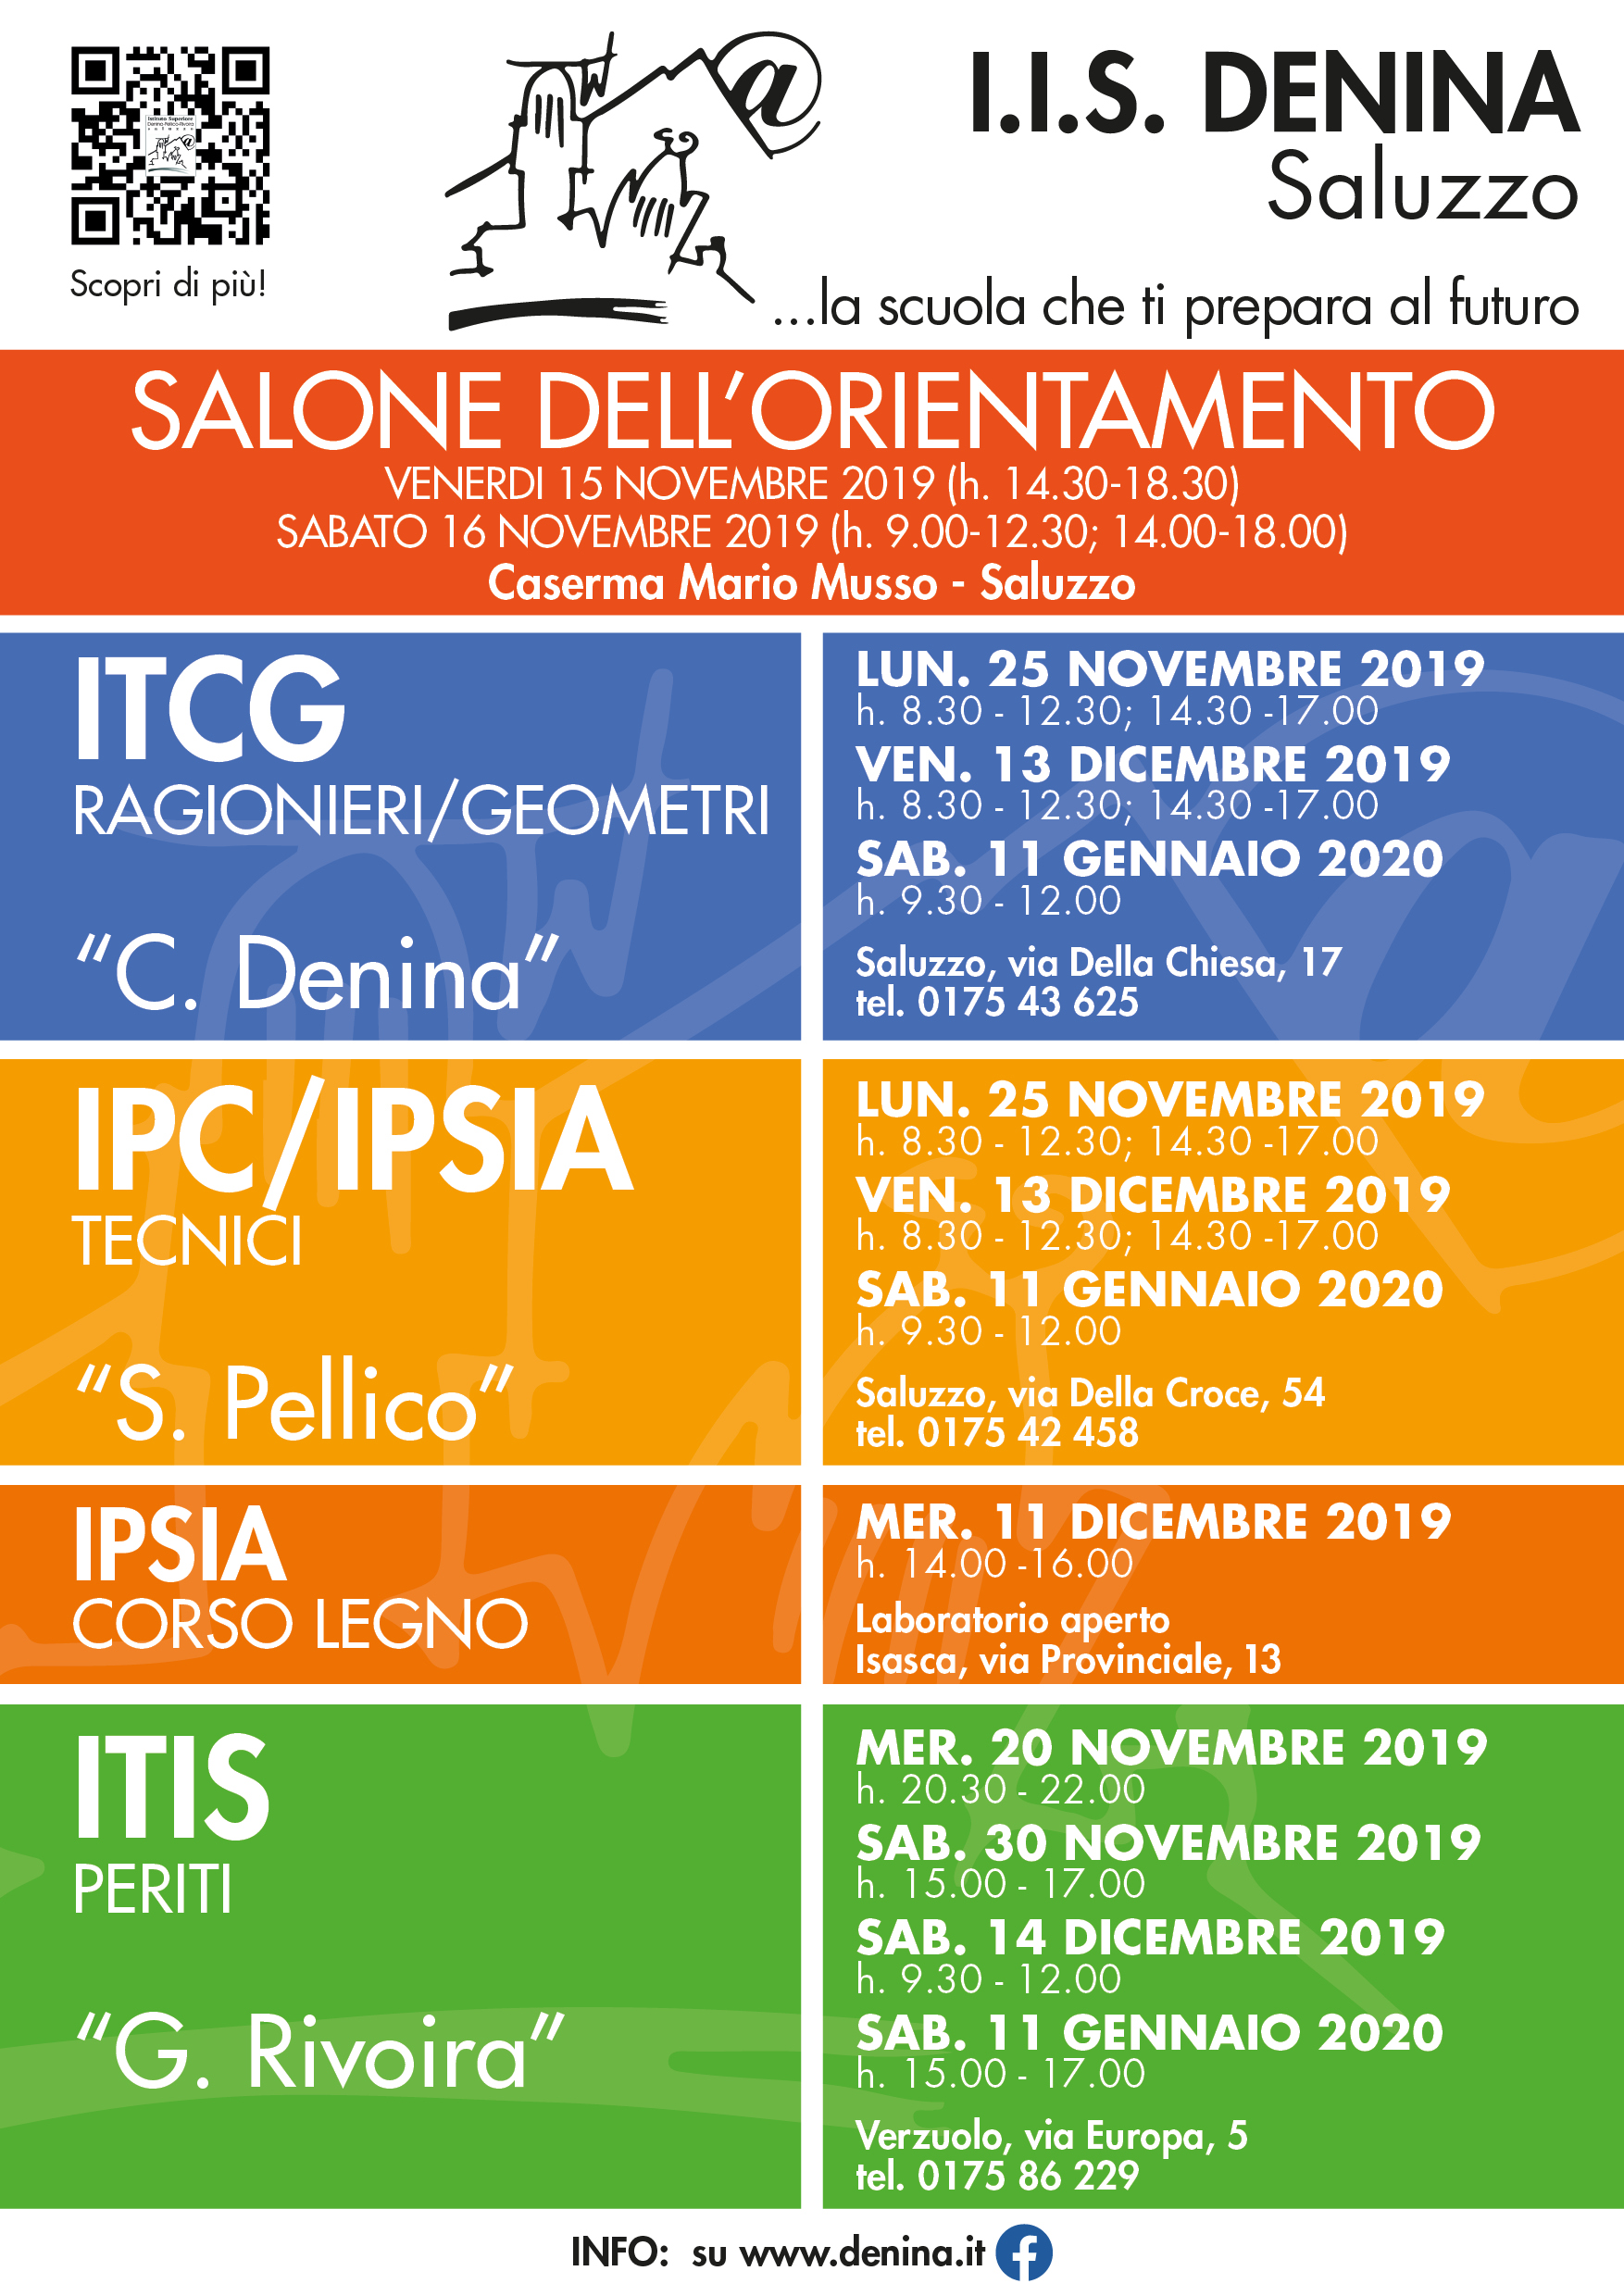 Istituto Superiore
Denina-Pellico-Rivoira
saluzzo
@
Scopri di più!
@
I.I.S. DENINA
Saluzzo
...la scuola che ti prepara al futuro
SALONE DELL’ORIENTAMENTO
VENERDI 15 NOVEMBRE 2019 (h. 14.30-18.30)
SABATO 16 NOVEMBRE 2019 (h. 9.00-12.30; 14.00-18.00)
Caserma Mario Musso - Saluzzo
ITCG
RAGIONIERI/GEOMETRI
“C. Denina”
LUN. 25 NOVEMBRE 2019
h. 8.30 - 12.30; 14.30 -17.00
VEN. 13 DICEMBRE 2019
h. 8.30 - 12.30; 14.30 -17.00
SAB. 11 GENNAIO 2020
h. 9.30 - 12.00
Saluzzo, via Della Chiesa, 17
tel. 0175 43 625
IPC/IPSIA
TECNICI
“S. Pellico”
LUN. 25 NOVEMBRE 2019
h. 8.30 - 12.30; 14.30 -17.00
VEN. 13 DICEMBRE 2019
h. 8.30 - 12.30; 14.30 -17.00
SAB. 11 GENNAIO 2020
h. 9.30 - 12.00
Saluzzo, via Della Croce, 54
tel. 0175 42 458
IPSIA
CORSO LEGNO
MER. 11 DICEMBRE 2019
h. 14.00 -16.00
Laboratorio aperto
Isasca, via Provinciale, 13
ITIS
PERITI
“G. Rivoira”
MER. 20 NOVEMBRE 2019
h. 20.30 - 22.00
SAB. 30 NOVEMBRE 2019
h. 15.00 - 17.00
SAB. 14 DICEMBRE 2019
h. 9.30 - 12.00
SAB. 11 GENNAIO 2020
h. 15.00 - 17.00
Verzuolo, via Europa, 5
tel. 0175 86 229
INFO: su www.denina.it